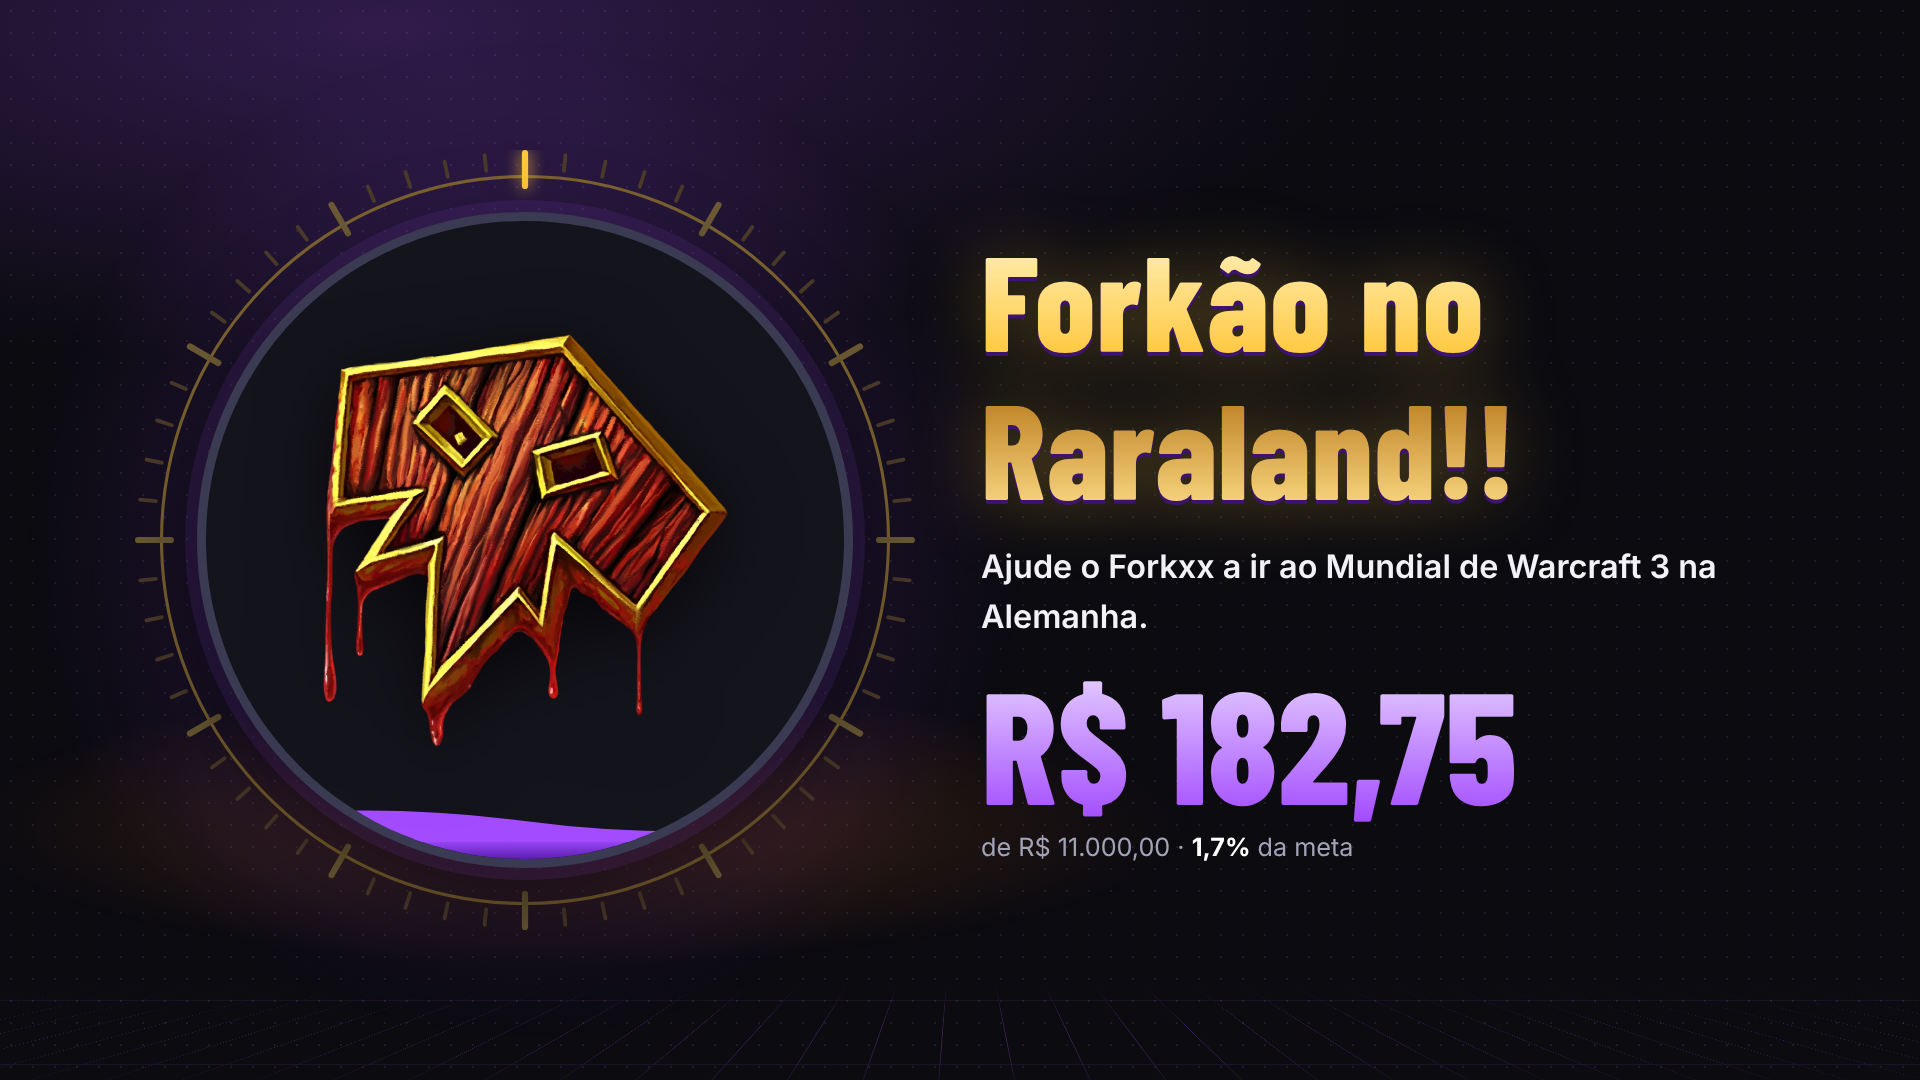 Forkão no
Raraland!!
Ajude o Forkxx a ir ao Mundial de Warcraft 3 na
Alemanha.
R$ 182,75
de R$ 11.000,00 · 1,7% da meta